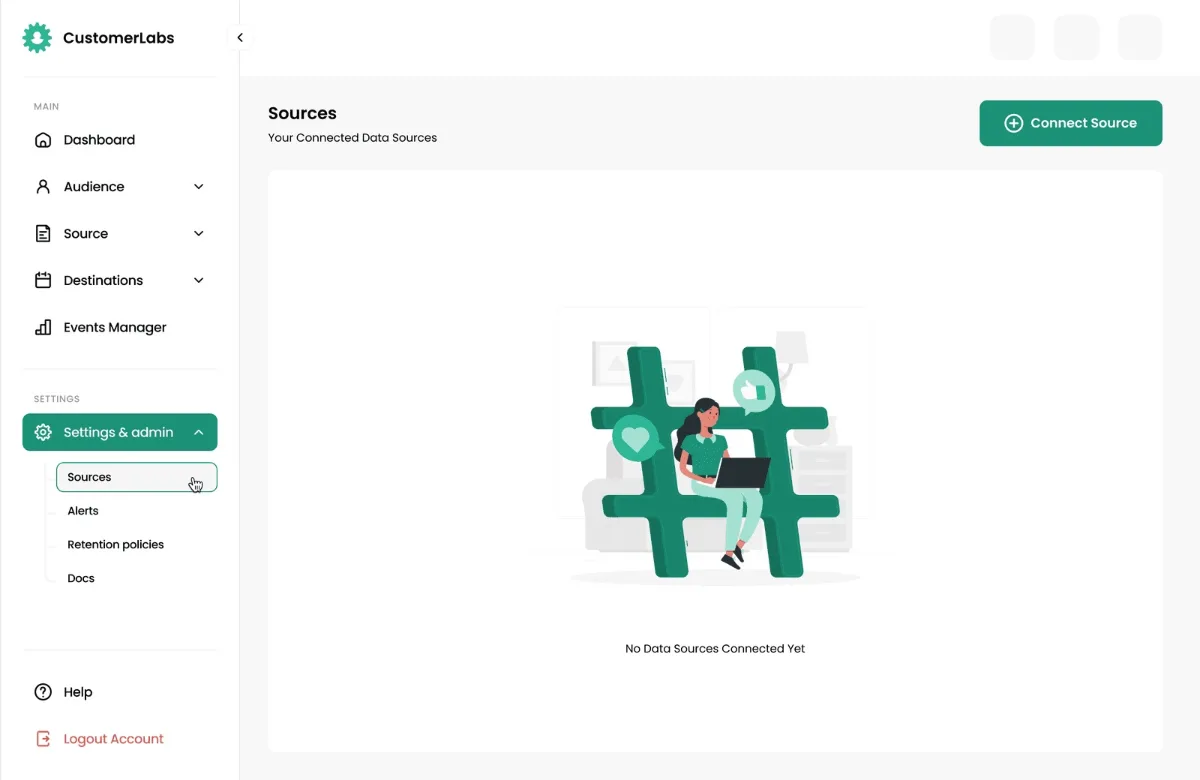 CustomerLabs
MAIN
Dashboard
Audience
Source
Destinations
Events Manager
SETTINGS
Settings & admin
Sources
Alerts
Retention policies
Docs
Help
Logout Account
Sources
Your Connected Data Sources
Connect Source
No Data Sources Connected Yet